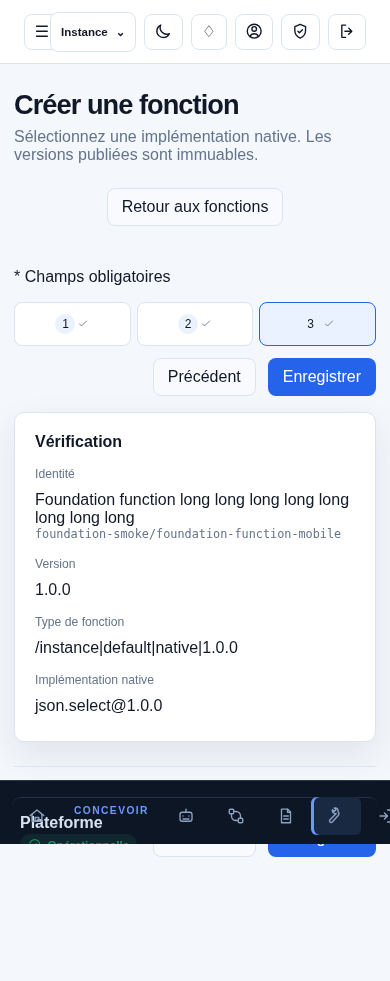 Instance
Créer une fonction
Sélectionnez une implémentation native. Les
versions publiées sont immuables.
Retour aux fonctions
* Champs obligatoires
1 2 3
Précédent Enregistrer
Vérification
Identité
Foundation function long long long long long long
long long long
foundation-smoke/foundation-function-mobile
Version
1.0.0
Type de fonction
/instance|default|native|1.0.0
Implémentation native
json.select@1.0.0
CONCEVOIR
Plateforme
Opérationnelle